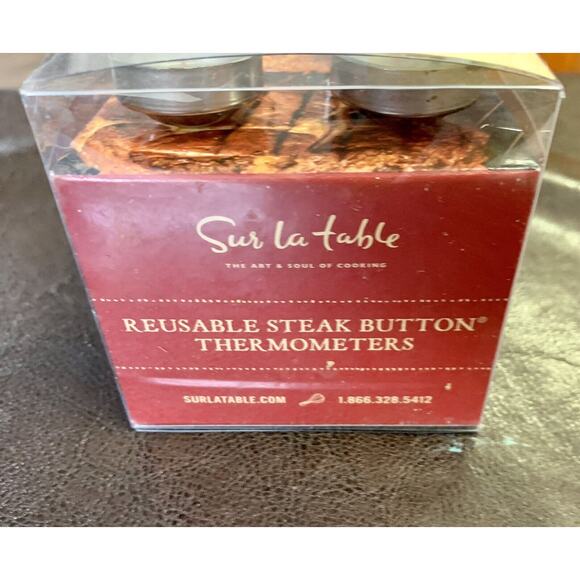 Sur la table
THE ART & SOUL OF COOKING
REUSABLE STEAK BUTTON®
THERMOMETERS
SURLATABLE.COM 1.866.328.5412